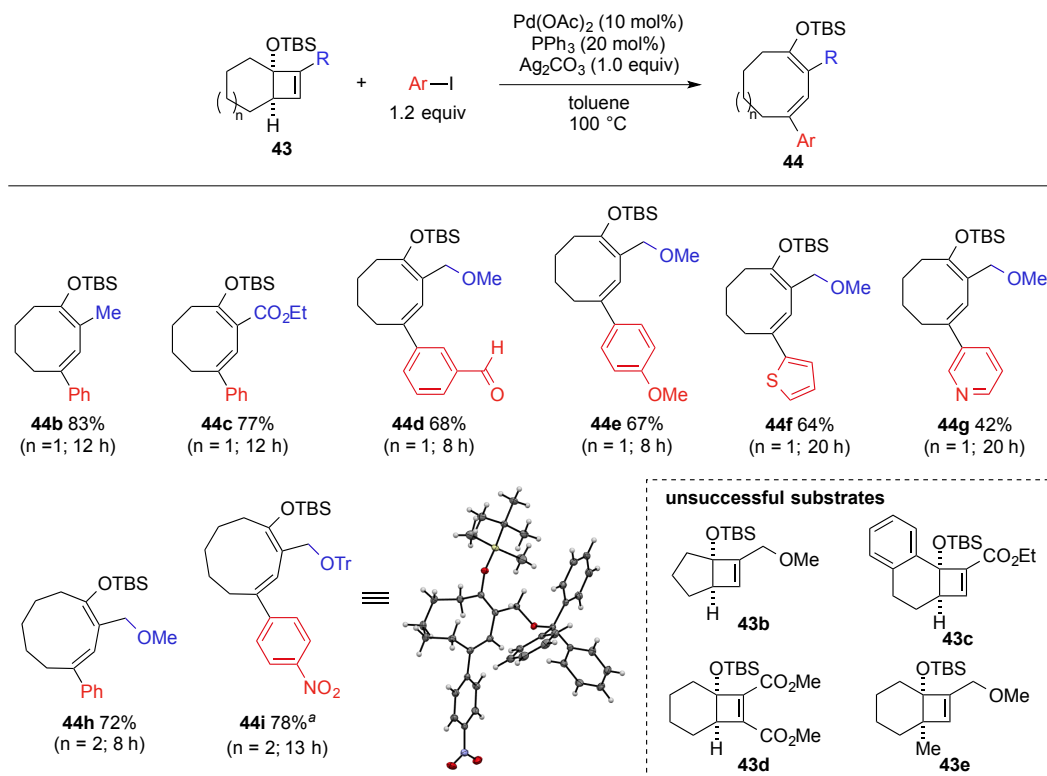 OTBS
R
( )n
H
43
+
Ar–I
1.2 equiv
Pd(OAc)2 (10 mol%)
PPh3 (20 mol%)
Ag2CO3 (1.0 equiv)
toluene
100 °C
OTBS
R
( )n
Ar
44
OTBS
Me
Ph
44b 83%
(n =1; 12 h)
OTBS
CO2Et
Ph
44c 77%
(n = 1; 12 h)
OTBS
OMe
H
O
44d 68%
(n = 1; 8 h)
OTBS
OMe
OMe
44e 67%
(n = 1; 8 h)
OTBS
OMe
S
44f 64%
(n = 1; 20 h)
OTBS
OMe
N
44g 42%
(n = 1; 20 h)
OTBS
OMe
Ph
44h 72%
(n = 2; 8 h)
OTBS
OTr
NO2
44i 78%a
(n = 2; 13 h)
unsuccessful substrates
OTBS
OMe
H
43b
OTBS
CO2Et
H
43c
OTBS
CO2Me
CO2Me
H
43d
OTBS
OMe
Me
43e